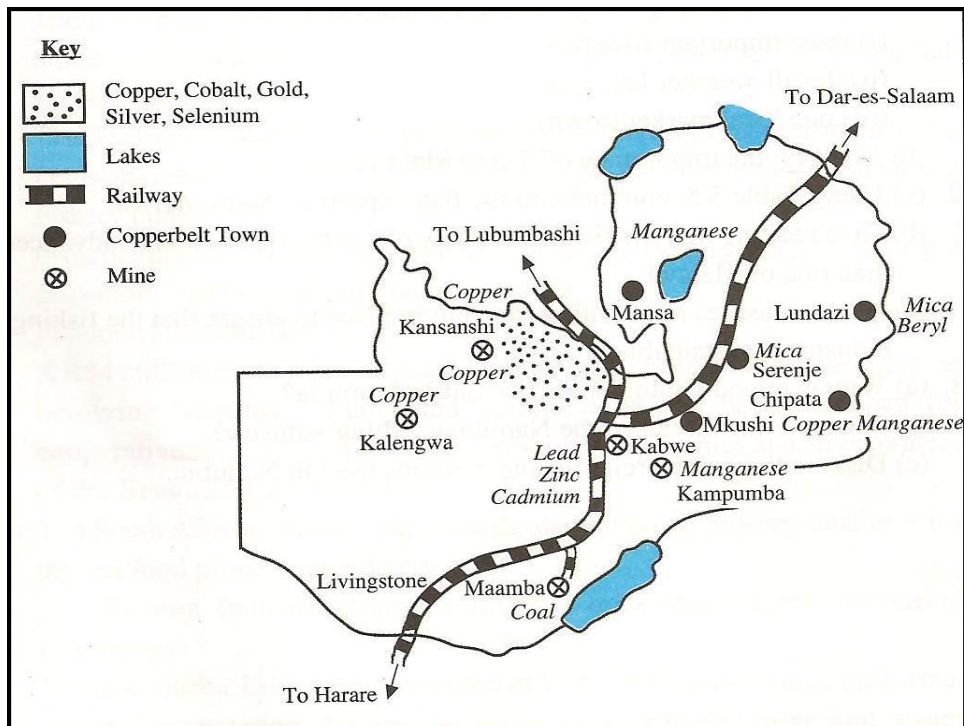 Key
Copper, Cobalt, Gold,
Silver, Selenium
Lakes
Railway
Copperbelt Town
Mine
To Dar-es-Salaam
To Lubumbashi
Manganese
Copper
Mansa
Lundazi
Mica
Beryl
Kansanshi
Copper
Mica
Serenje
Copper
Kalengwa
Chipata
Mkushi
Copper Manganese
Kabwe
Lead
Zinc
Cadmium
Manganese
Kampumba
Livingstone
Maamba
Coal
To Harare